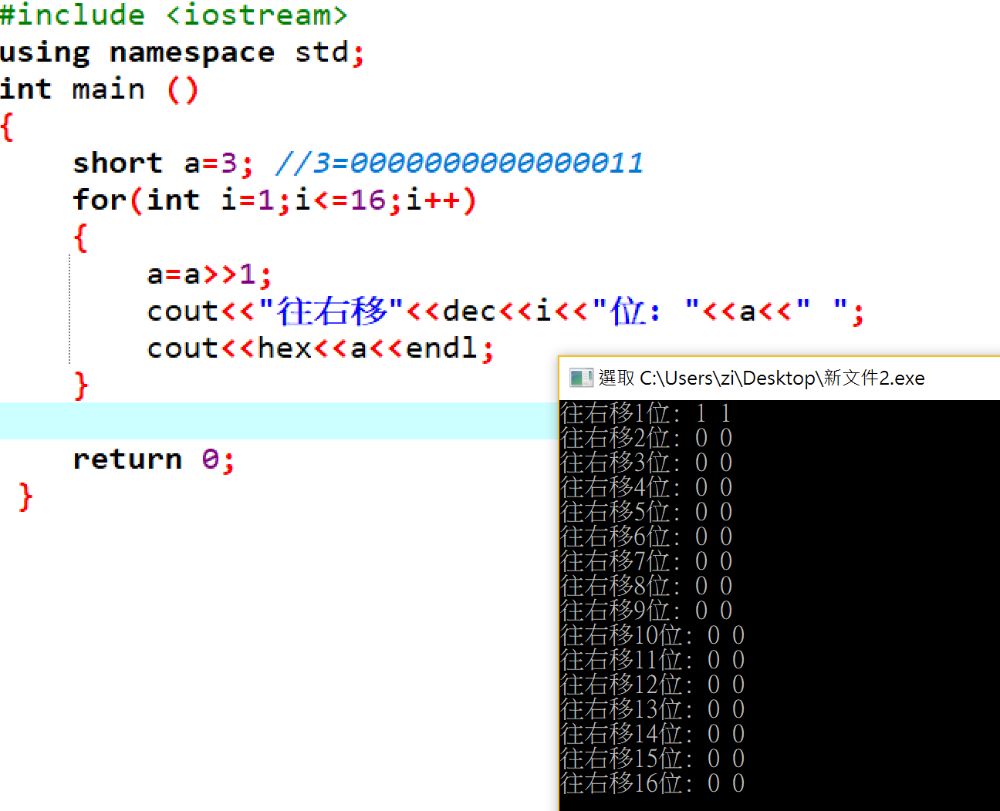 #include <iostream>
using namespace std;
int main ()
{
short a=3; //3=0000000000000011
for(int i=1;i<=16;i++)
{
a=a>>1;
cout<<"往右移"<<dec<<i<<"位: "<<a<<" ";
cout<<hex<<a<<endl;
}
return 0;
}
選取 C:\Users\zi\Desktop\新文件2.exe
往右移1位: 1 1
往右移2位: 0 0
往右移3位: 0 0
往右移4位: 0 0
往右移5位: 0 0
往右移6位: 0 0
往右移7位: 0 0
往右移8位: 0 0
往右移9位: 0 0
往右移10位: 0 0
往右移11位: 0 0
往右移12位: 0 0
往右移13位: 0 0
往右移14位: 0 0
往右移15位: 0 0
往右移16位: 0 0